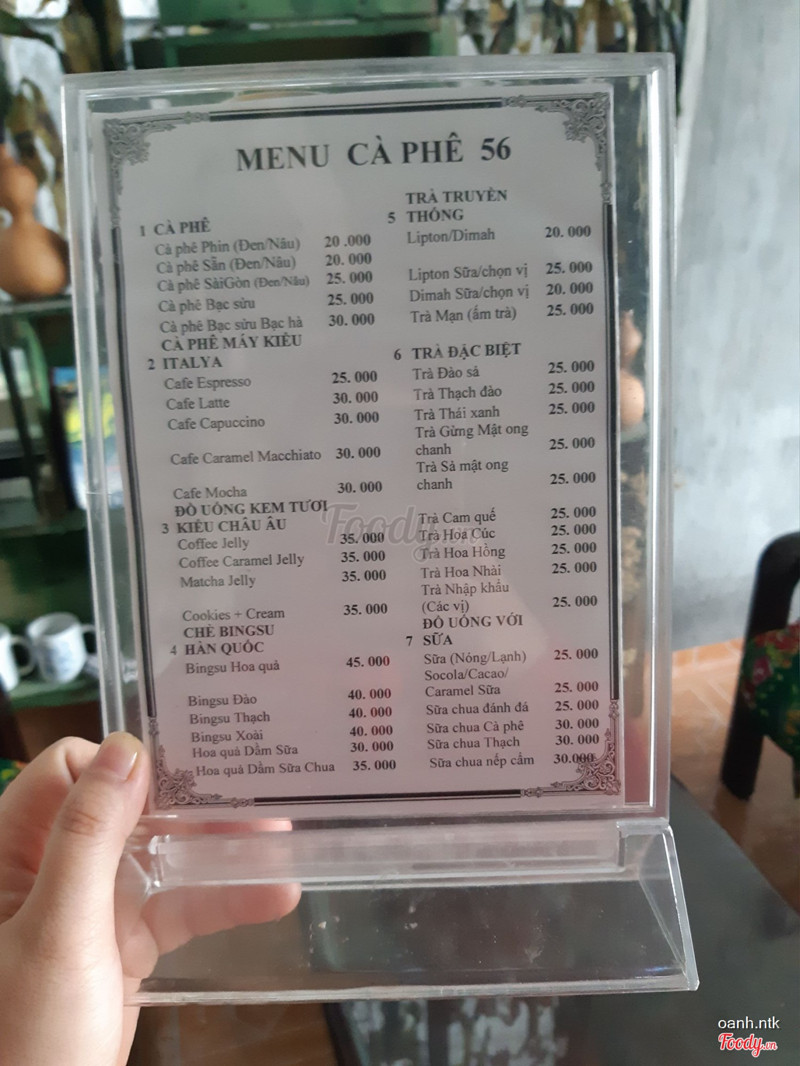 MENU CÀ PHÊ 56
1 CÀ PHÊ
Cà phê Phin (Đen/Nâu) 20 .000
Cà phê Sẵn (Đen/Nâu) 20. 000
Cà phê SàiGòn (Đen/Nâu) 25. 000
Cà phê Bạc sửu 25. 000
Cà phê Bạc sửu Bạc hà 30. 000
CÀ PHÊ MÁY KIỂU
2 ITALYA
Cafe Espresso 25. 000
Cafe Latte 30. 000
Cafe Capuccino 30. 000
Cafe Caramel Macchiato 30. 000
Cafe Mocha 30. 000
ĐỒ UỐNG KEM TƯƠI
3 KIỂU CHÂU ÂU
Coffee Jelly 35. 000
Coffee Caramel Jelly 35. 000
Matcha Jelly 35. 000
Cookies + Cream 35. 000
CHÈ BINGSU
4 HÀN QUỐC
Bingsu Hoa quả 45. 000
Bingsu Đào 40. 000
Bingsu Thạch 40. 000
Bingsu Xoài 40. 000
Hoa quả Dầm Sữa 30. 000
Hoa quả Dầm Sữa Chua 35. 000
TRÀ TRUYỀN
5 THỐNG
Lipton/Dimah 20. 000
Lipton Sữa/chọn vị 25. 000
Dimah Sữa/chọn vị 20. 000
Trà Mạn (ấm trà) 25. 000
6 TRÀ ĐẶC BIỆT
Trà Đào sả 25. 000
Trà Thạch đào 25. 000
Trà Thái xanh 25. 000
Trà Gừng Mật ong
chanh 25. 000
Trà Sả mật ong
chanh 25. 000
Trà Cam quế 25. 000
Trà Hoa Cúc 25. 000
Trà Hoa Hồng 25. 000
Trà Hoa Nhài 25. 000
Trà Nhập khẩu
(Các vị) 25. 000
ĐỒ UỐNG VỚI
7 SỮA
Sữa (Nóng/Lạnh) 25. 000
Socola/Cacao/
Caramel Sữa 25. 000
Sữa chua đánh đá 25. 000
Sữa chua Cà phê 30. 000
Sữa chua Thạch 30. 000
Sữa chua nếp cẩm 30.000
Foody.vn
oanh.ntk
Foody.vn